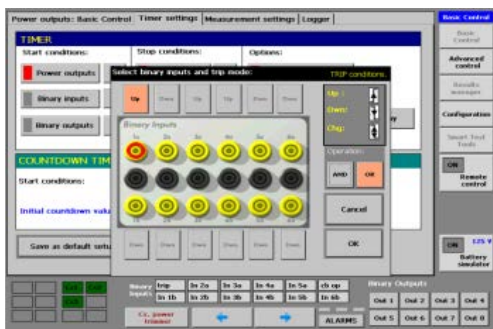 Power outputs: Basic Control
Timer settings
Measurement settings
Logger
Basic Control
TIMER
Start conditions:
Stop conditions:
Options:
Basic Control
Power outputs
Select binary inputs and trip mode:
TRIP conditions.
Advanced control
Up
Up
Up
Up :
Dwn:
Chg:
Results manager
Binary inputs
Binary Inputs
Configuration
Binary outputs
Operation:
Smart Test Tools
AND
OR
COUNTDOWN TIM
ON
Remote control
Start conditions:
Cancel
Initial countdown valu
OK
Save as default settin
ON
125 V
Battery simulator
Binary Inputs
trip
In 2a
In 3a
In 4a
In 5a
ch op
Binary Outputs
In 1b
In 2b
In 3b
In 4b
In 5b
In 6b
Out 1
Out 2
Out 3
Out 4
ALARMS
Out 5
Out 6
Out 7
Out 8